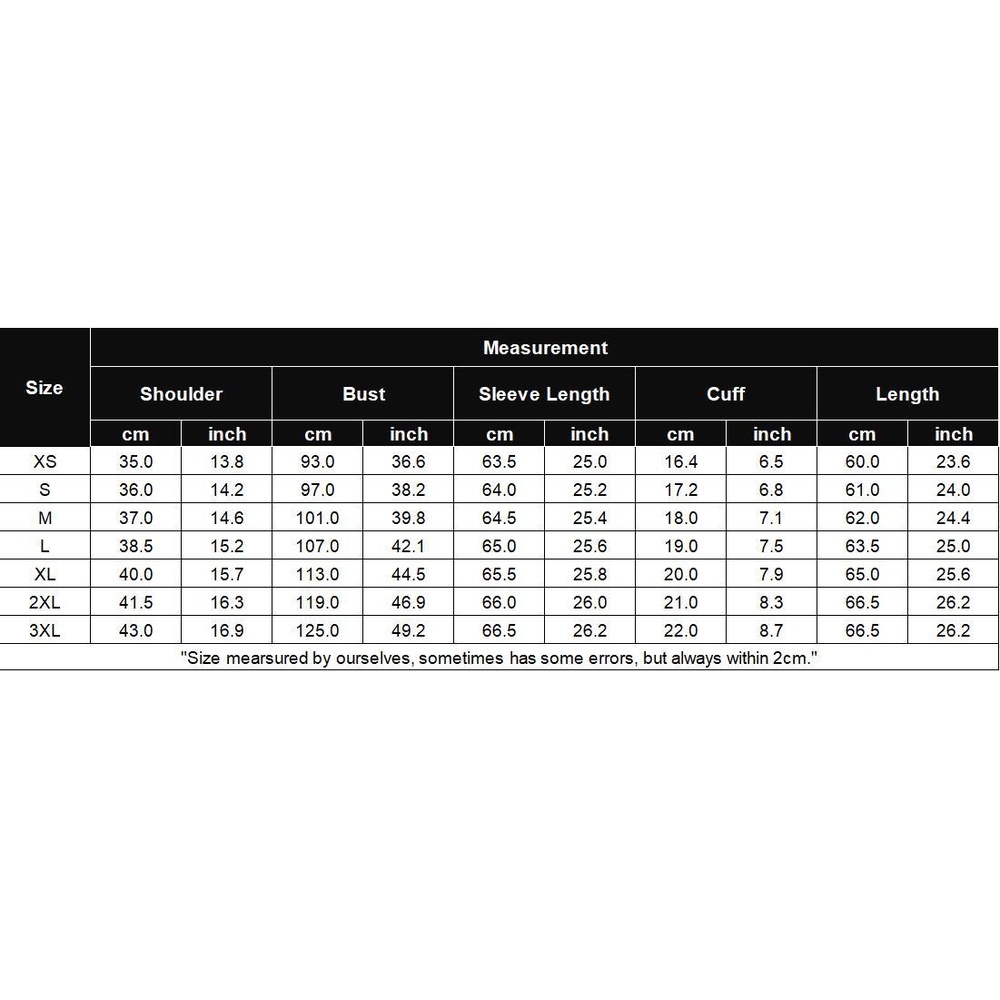 Measurement
Size
Shoulder Bust Sleeve Length Cuff Length
cm inch cm inch cm inch cm inch cm inch
XS 35.0 13.8 93.0 36.6 63.5 25.0 16.4 6.5 60.0 23.6
S 36.0 14.2 97.0 38.2 64.0 25.2 17.2 6.8 61.0 24.0
M 37.0 14.6 101.0 39.8 64.5 25.4 18.0 7.1 62.0 24.4
L 38.5 15.2 107.0 42.1 65.0 25.6 19.0 7.5 63.5 25.0
XL 40.0 15.7 113.0 44.5 65.5 25.8 20.0 7.9 65.0 25.6
2XL 41.5 16.3 119.0 46.9 66.0 26.0 21.0 8.3 66.5 26.2
3XL 43.0 16.9 125.0 49.2 66.5 26.2 22.0 8.7 66.5 26.2
"Size mearsured by ourselves, sometimes has some errors, but always within 2cm."